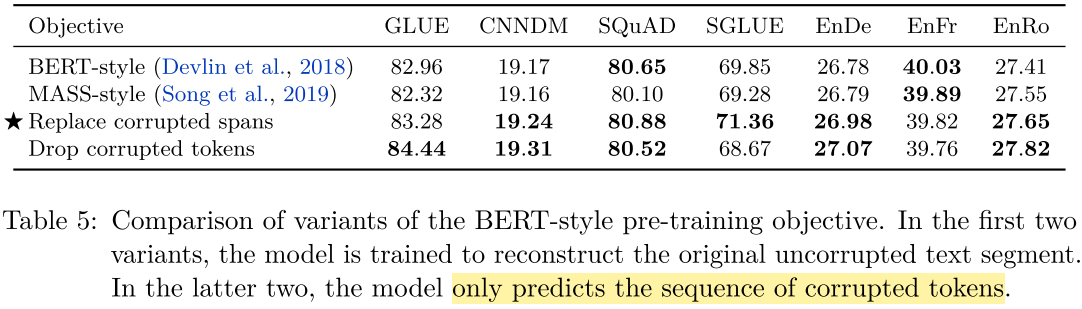 Objective GLUE CNNDM SQuAD SGLUE EnDe EnFr EnRo
BERT-style (Devlin et al., 2018) 82.96 19.17 80.65 69.85 26.78 40.03 27.41
MASS-style (Song et al., 2019) 82.32 19.16 80.10 69.28 26.79 39.89 27.55
★ Replace corrupted spans 83.28 19.24 80.88 71.36 26.98 39.82 27.65
Drop corrupted tokens 84.44 19.31 80.52 68.67 27.07 39.76 27.82
Table 5: Comparison of variants of the BERT-style pre-training objective. In the first two
variants, the model is trained to reconstruct the original uncorrupted text segment.
In the latter two, the model only predicts the sequence of corrupted tokens.